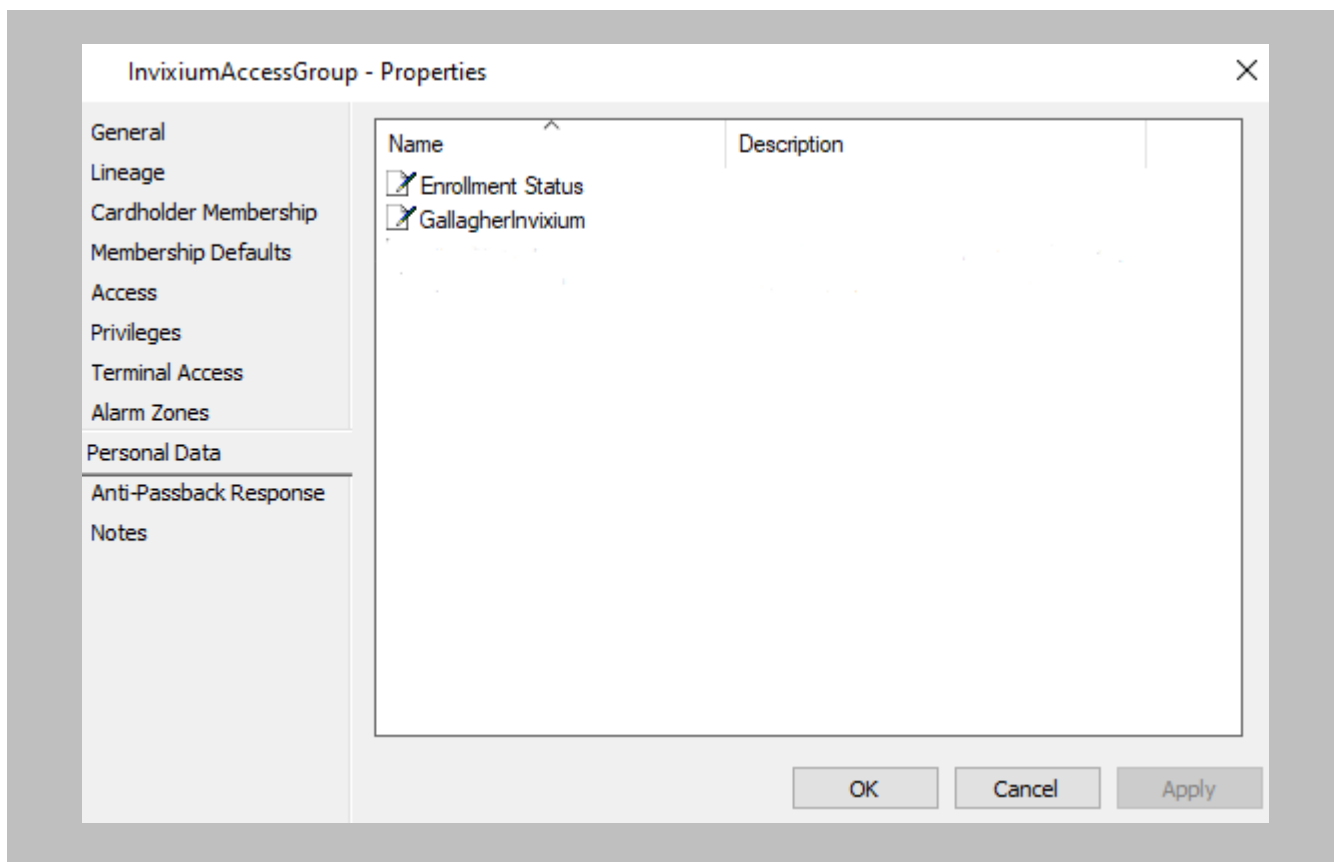 InvixiumAccessGroup - Properties
General
Lineage
Cardholder Membership
Membership Defaults
Access
Privileges
Terminal Access
Alarm Zones
Personal Data
Anti-Passback Response
Notes
Name Description
Enrollment Status
GallagherInvixium
OK Cancel Apply